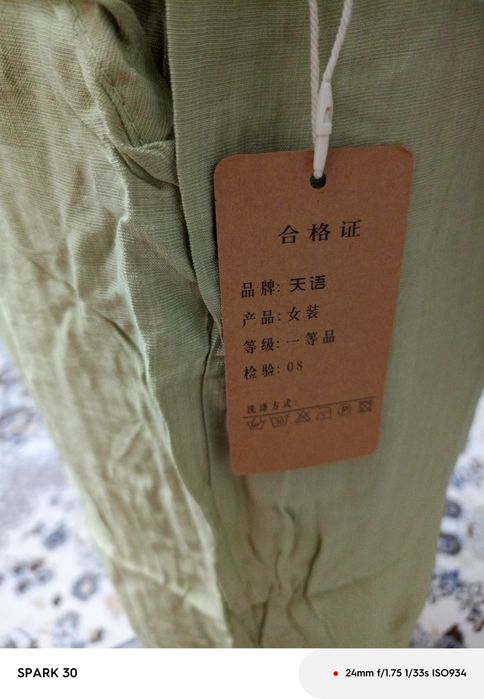 合格证
品牌: 天语
产品: 女装
等级: 一等品
检验: 08
洗涤方式:
P
SPARK 30
24mm f/1.75 1/33s ISO934